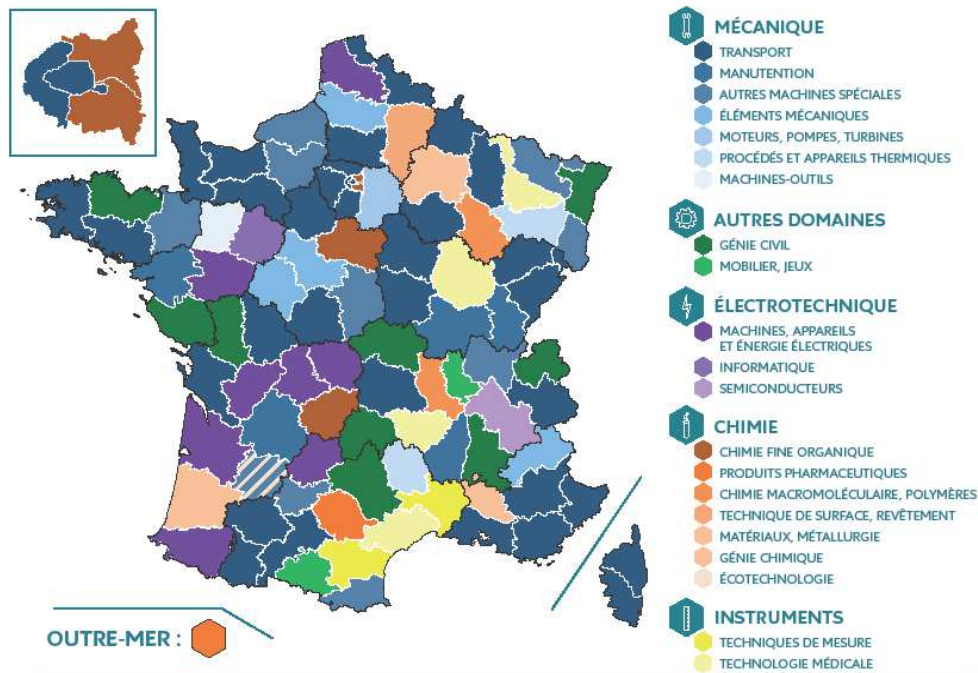 MÉCANIQUE
TRANSPORT
MANUTENTION
AUTRES MACHINES SPÉCIALES
ÉLÉMENTS MÉCANIQUES
MOTEURS, POMPES, TURBINES
PROCÉDÉS ET APPAREILS THERMIQUES
MACHINES-OUTILS
AUTRES DOMAINES
GÉNIE CIVIL
MOBILIER, JEUX
ÉLECTROTECHNIQUE
MACHINES, APPAREILS
ET ÉNERGIE ÉLECTRIQUES
INFORMATIQUE
SEMICONDUCTEURS
CHIMIE
CHIMIE FINE ORGANIQUE
PRODUITS PHARMACEUTIQUES
CHIMIE MACROMOLÉCULAIRE, POLYMÈRES
TECHNIQUE DE SURFACE, REVÊTEMENT
MATÉRIAUX, MÉTALLURGIE
GÉNIE CHIMIQUE
ÉCOTECHNOLOGIE
INSTRUMENTS
TECHNIQUES DE MESURE
TECHNOLOGIE MÉDICALE
OUTRE-MER :